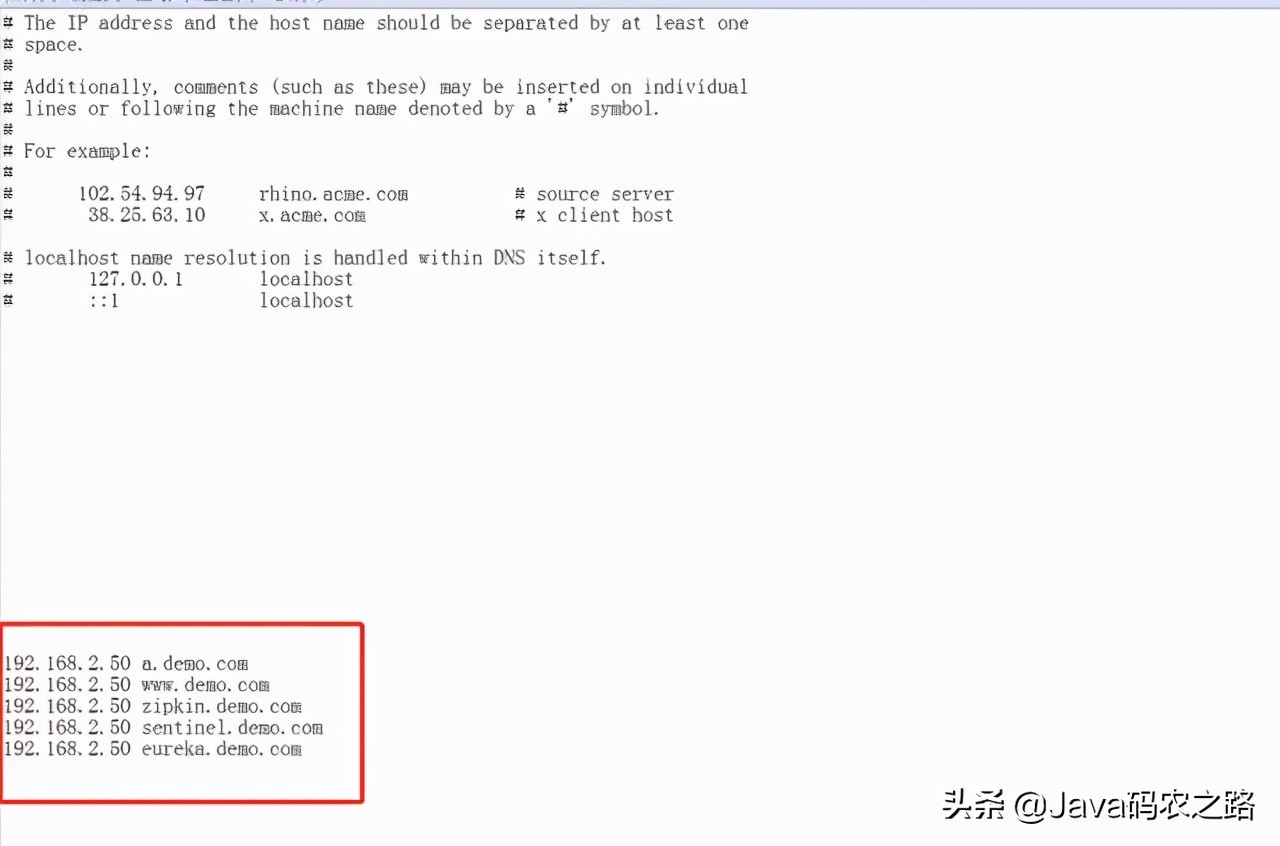 # The IP address and the host name should be separated by at least one
# space.
#
# Additionally, comments (such as these) may be inserted on individual
# lines or following the machine name denoted by a '#' symbol.
#
# For example:
#
#      102.54.94.97     rhino.acme.com          # source server
#       38.25.63.10     x.acme.com              # x client host
# localhost name resolution is handled within DNS itself.
#       127.0.0.1       localhost
#       ::1             localhost
192.168.2.50 a.demo.com
192.168.2.50 www.demo.com
192.168.2.50 zipkin.demo.com
192.168.2.50 sentinel.demo.com
192.168.2.50 eureka.demo.com
头条 @Java码农之路